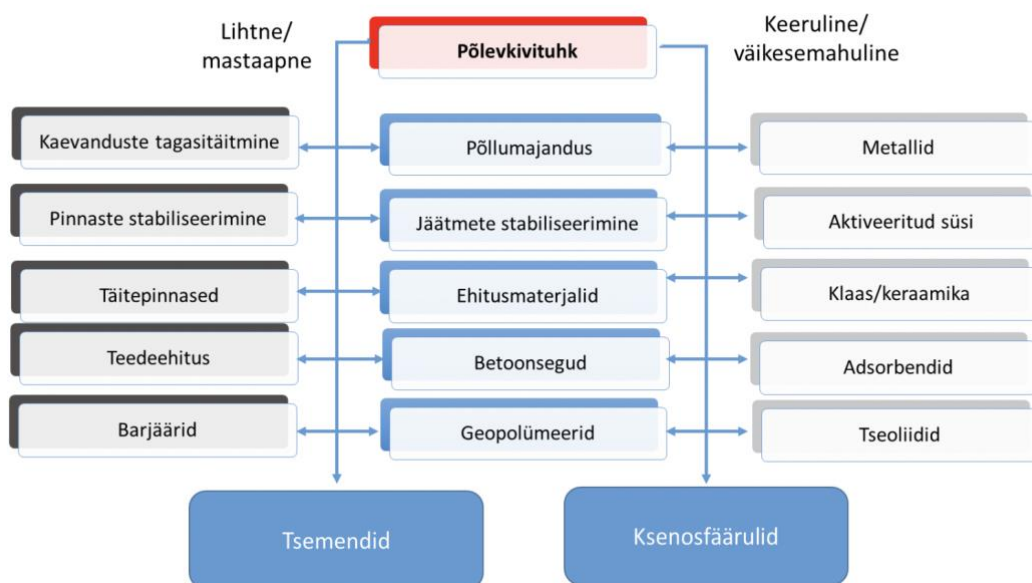 Lihtne/
mastaapne
Põlevkivituhk
Keeruline/
väikesemahuline
Kaevanduste tagasitäitmine
Põllumajandus
Metallid
Pinnaste stabiliseerimine
Jäätmete stabiliseerimine
Aktiveeritud süsi
Täitepinnased
Ehitusmaterjalid
Klaas/keraamika
Teedeehitus
Betoonsegud
Adsorbendid
Barjäärid
Geopolümeerid
Tseoliidid
Tsemendid
Ksenosfäärulid